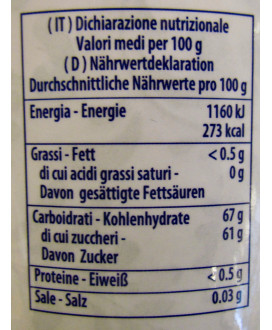 (IT) Dichiarazione nutrizionale
Valori medi per 100 g
(D) Nährwertdeklaration
Durchschnittliche Nährwerte pro 100 g
Energia - Energie 1160 kJ
273 kcal
Grassi - Fett < 0.5 g
di cui acidi grassi saturi - 0 g
Davon gesättigte Fettsäuren
Carboidrati - Kohlenhydrate 67 g
di cui zuccheri - 61 g
Davon Zucker
Proteine - Eiweiß < 0.5 g
Sale - Salz 0.03 g